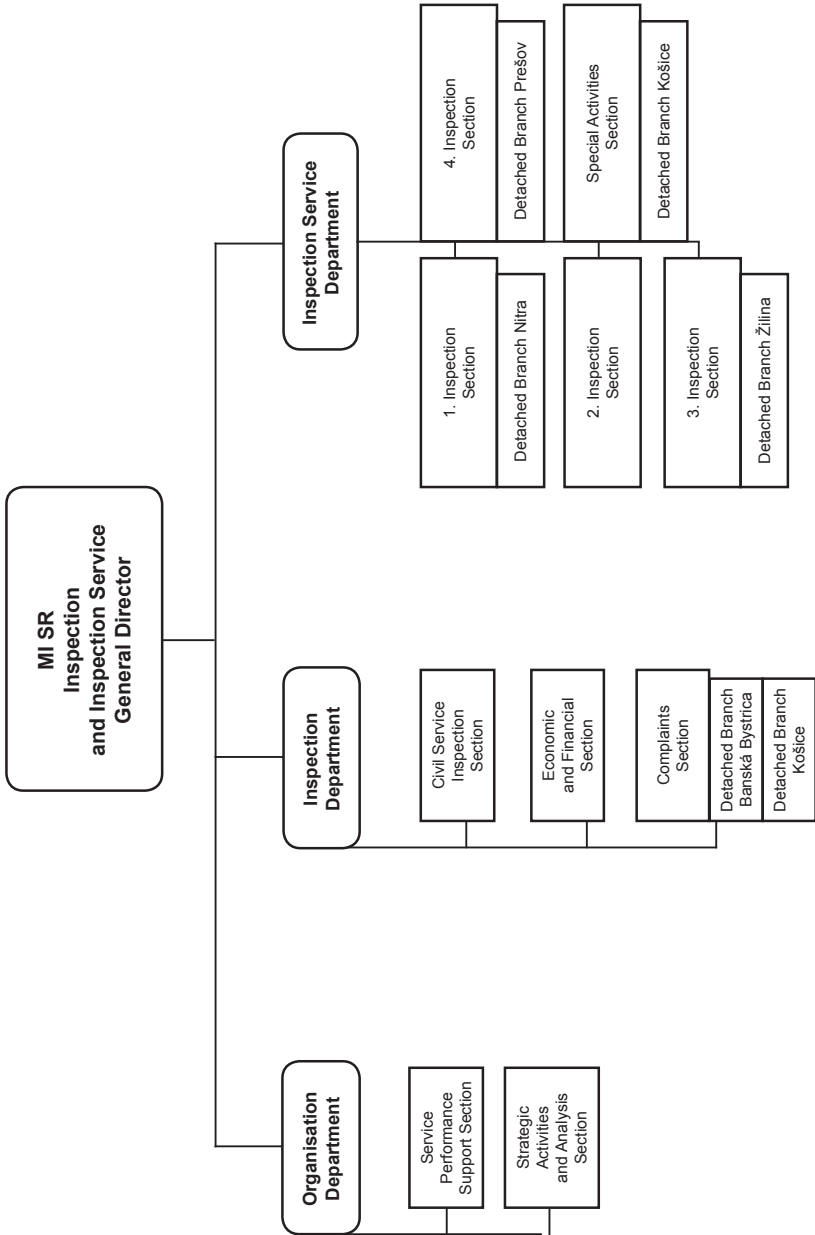 MI SR
Inspection
and Inspection Service
General Director
Organisation
Department
Service
Performance
Support Section
Strategic
Activities
and Analysis
Section
Inspection
Department
Civil Service
Inspection
Section
Economic
and Financial
Section
Complaints
Section
Detached Branch
Banská Bystrica
Detached Branch
Košice
Inspection Service
Department
1. Inspection
Section
Detached Branch Nitra
2. Inspection
Section
3. Inspection
Section
Detached Branch Žilina
4. Inspection
Section
Detached Branch Prešov
Special Activities
Section
Detached Branch Košice